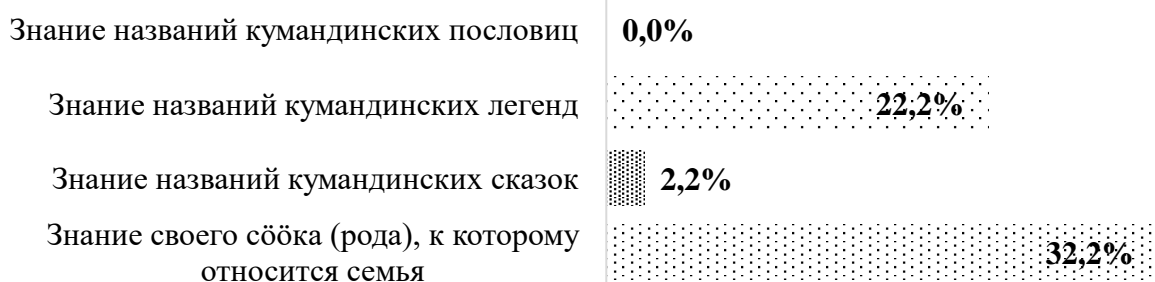 Знание названий кумандинских пословиц 0,0%
Знание названий кумандинских легенд 22,2%
Знание названий кумандинских сказок 2,2%
Знание своего сööка (рода), к которому
относится семья 32,2%